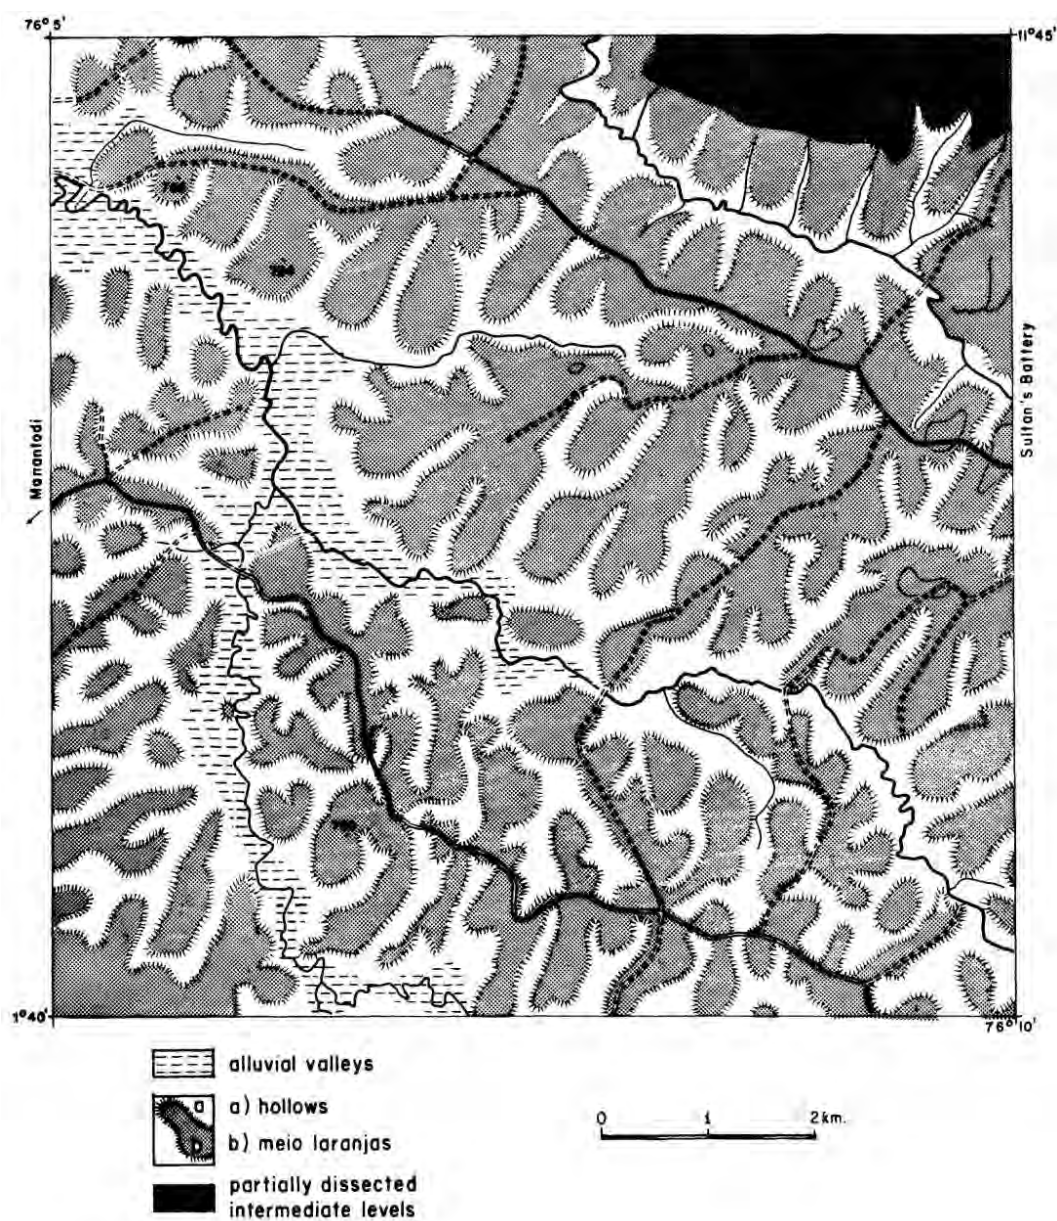 76° 5'
11°45'
Sultan's Battery
Manantodi
1°40'
76° 10'
alluvial valleys
a
a) hollows
b
b) meio laranjas
partially dissected
intermediate levels
0 1 2 km.